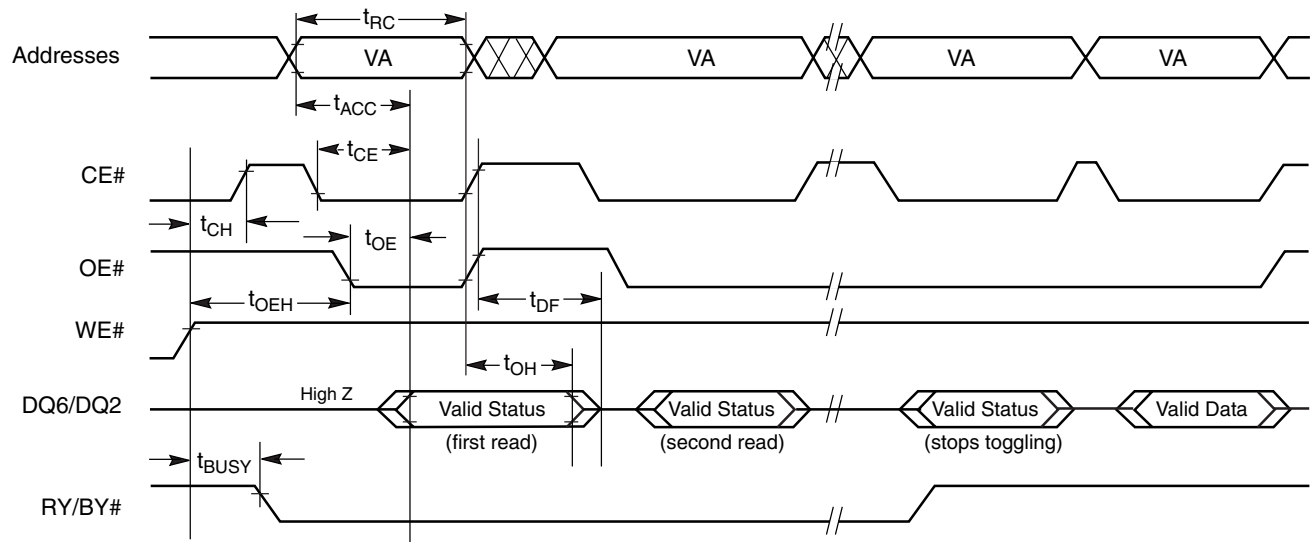 tRC
Addresses VA VA VA VA
tACC
tCE
CE#
tCH tOE
OE#
tOEH tDF
WE#
tOH
High Z
DQ6/DQ2 Valid Status Valid Status Valid Status Valid Data
(first read) (second read) (stops toggling)
tBUSY
RY/BY#